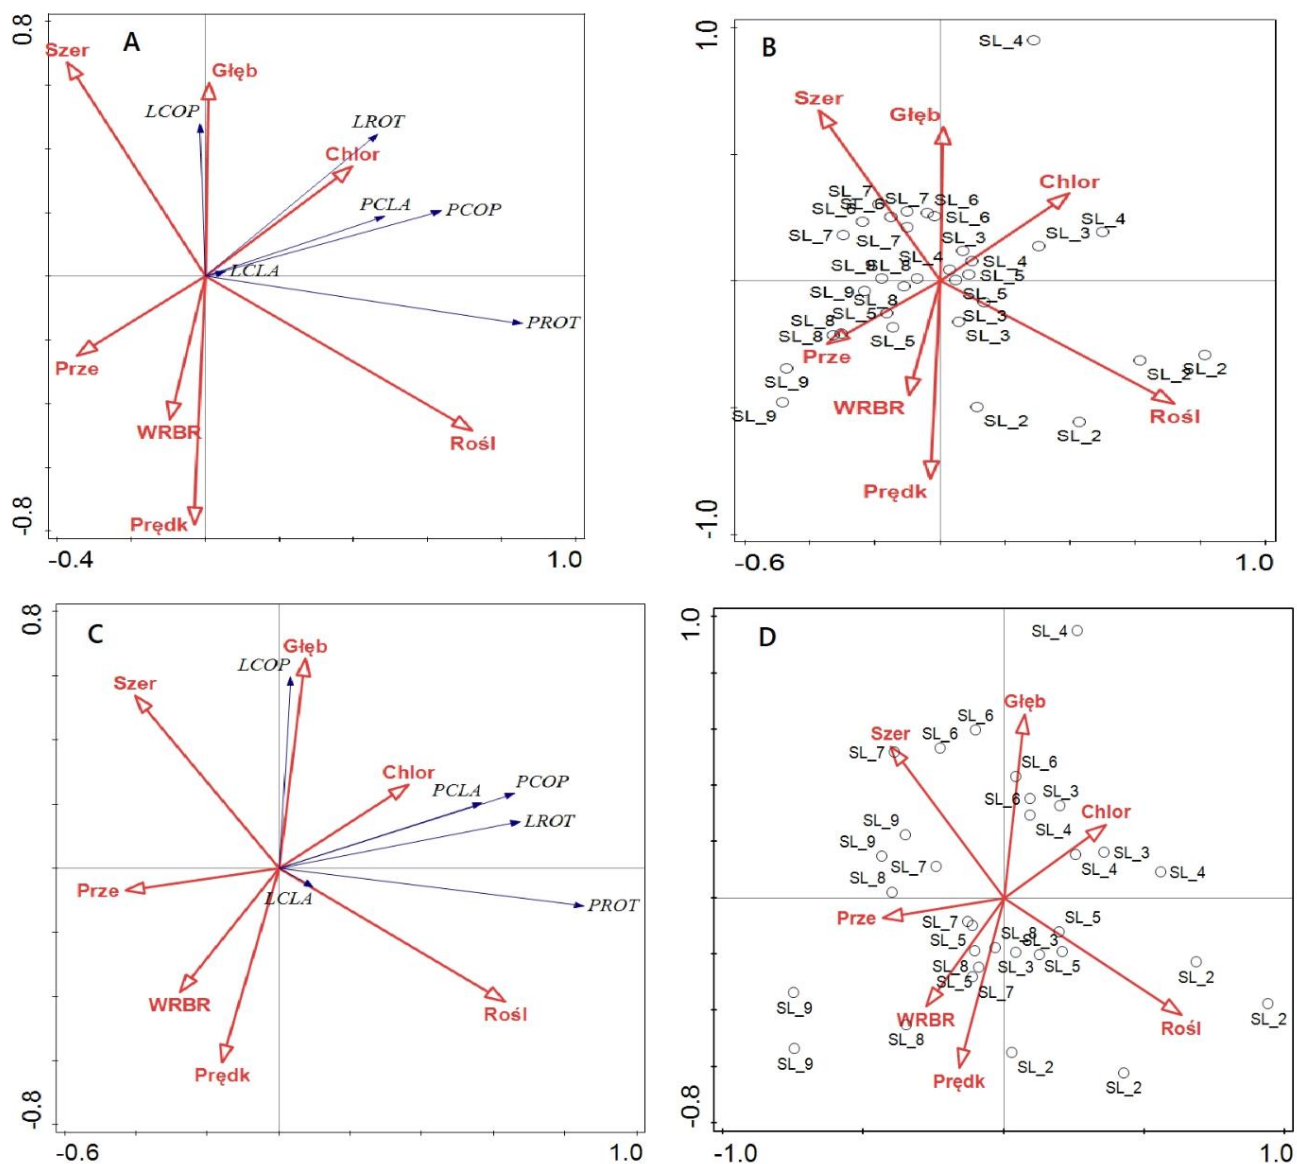 0.8
A
Szer
Głęb
LCOP
LROT
Chlor
PCLA
PCOP
LCLA
PROT
Prze
WRBR
Rośl
Prędk
-0.8
-0.4
1.0
1.0
B
SL_4
Szer
Głęb
Chlor
SL_7
SL_7
SL_6
SL_6
SL_6
SL_6
SL_4
SL_7
SL_7
SL_3
SL_3
SL_4
SL_4
SL_9
SL_8
SL_5
SL_9
SL_8
SL_5
SL_8
SL_5
SL_3
SL_8
SL_5
SL_3
Prze
SL_2
SL_2
SL_9
WRBR
SL_9
SL_2
SL_2
Rośl
Prędk
-1.0
-0.6
1.0
0.8
C
Głęb
LCOP
Szer
Chlor
PCLA
PCOP
LROT
Prze
LCLA
PROT
WRBR
Rośl
Prędk
-0.8
-0.6
1.0
1.0
D
SL_4
Głęb
SL_6
Szer
SL_6
SL_7
SL_6
SL_6
SL_3
Chlor
SL_9
SL_4
SL_9
SL_7
SL_3
SL_4
SL_4
SL_8
Prze
SL_7
SL_5
SL_8
SL_3
SL_5
SL_8
SL_3
SL_5
SL_5
SL_7
SL_2
SL_9
WRBR
SL_2
Rośl
SL_8
SL_9
SL_2
Prędk
SL_2
-0.8
-1.0
1.0